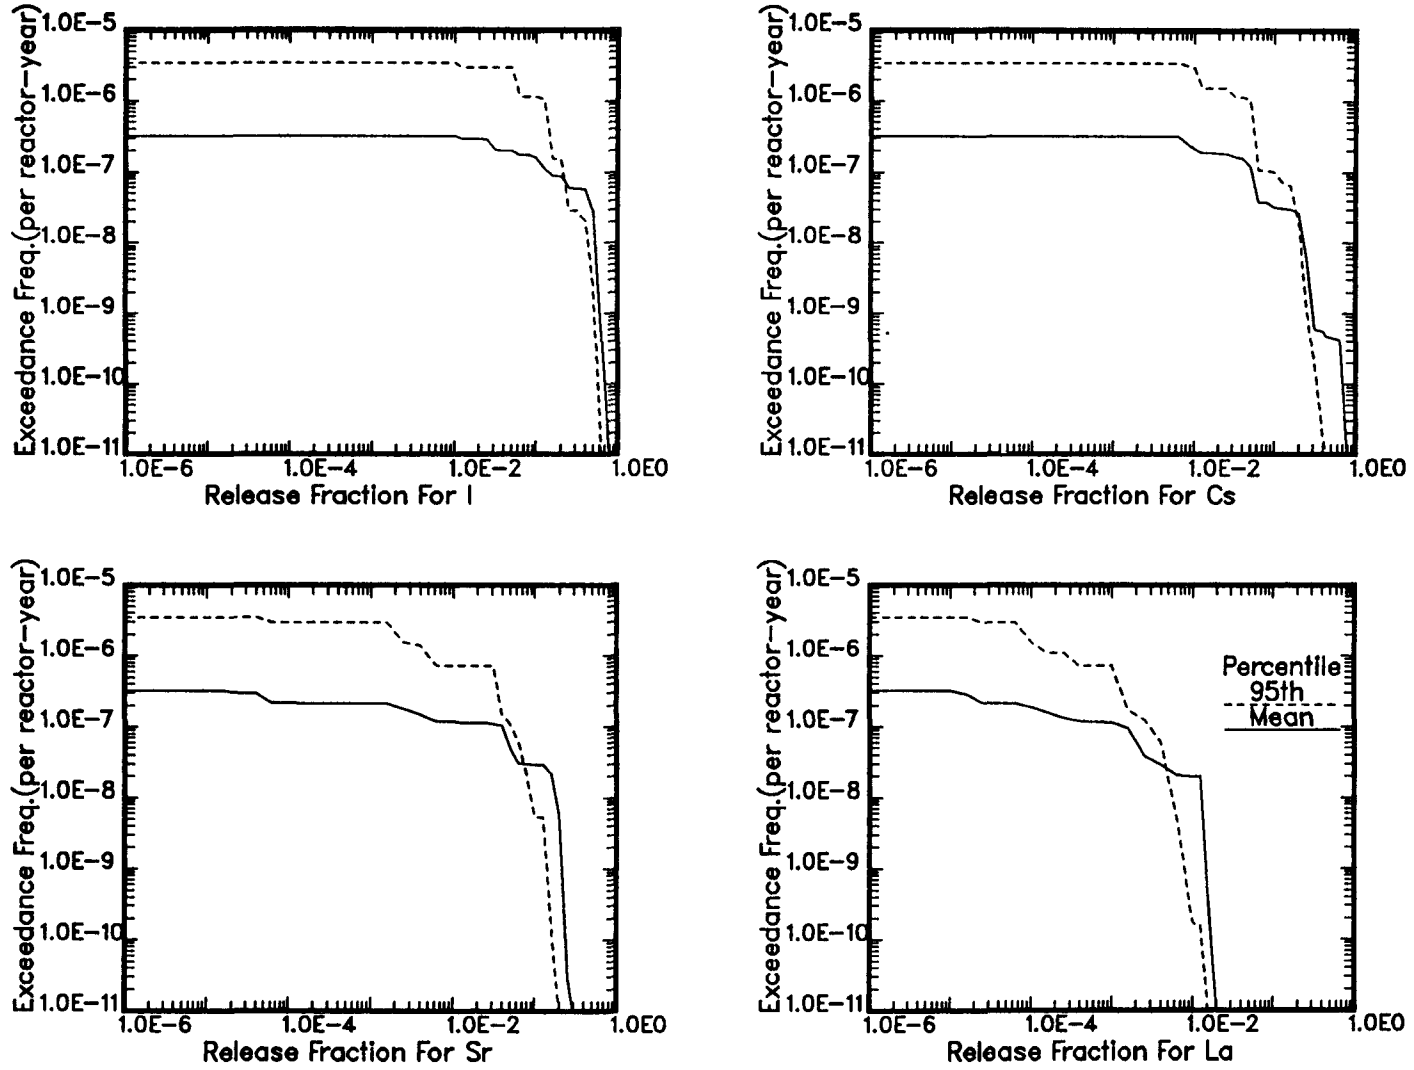 Exceedance Freq.(per reactor-year)
1.0E-5
1.0E-6
1.0E-7
1.0E-8
1.0E-9
1.0E-10
1.0E-11
1.0E-6 1.0E-4 1.0E-2 1.0E0
Release Fraction For I
Exceedance Freq.(per reactor-year)
1.0E-5
1.0E-6
1.0E-7
1.0E-8
1.0E-9
1.0E-10
1.0E-11
1.0E-6 1.0E-4 1.0E-2 1.0E0
Release Fraction For Cs
Exceedance Freq.(per reactor-year)
1.0E-5
1.0E-6
1.0E-7
1.0E-8
1.0E-9
1.0E-10
1.0E-11
1.0E-6 1.0E-4 1.0E-2 1.0E0
Release Fraction For Sr
Exceedance Freq.(per reactor-year)
1.0E-5
1.0E-6
1.0E-7
1.0E-8
1.0E-9
1.0E-10
1.0E-11
Percentile
95th
Mean
1.0E-6 1.0E-4 1.0E-2 1.0E0
Release Fraction For La